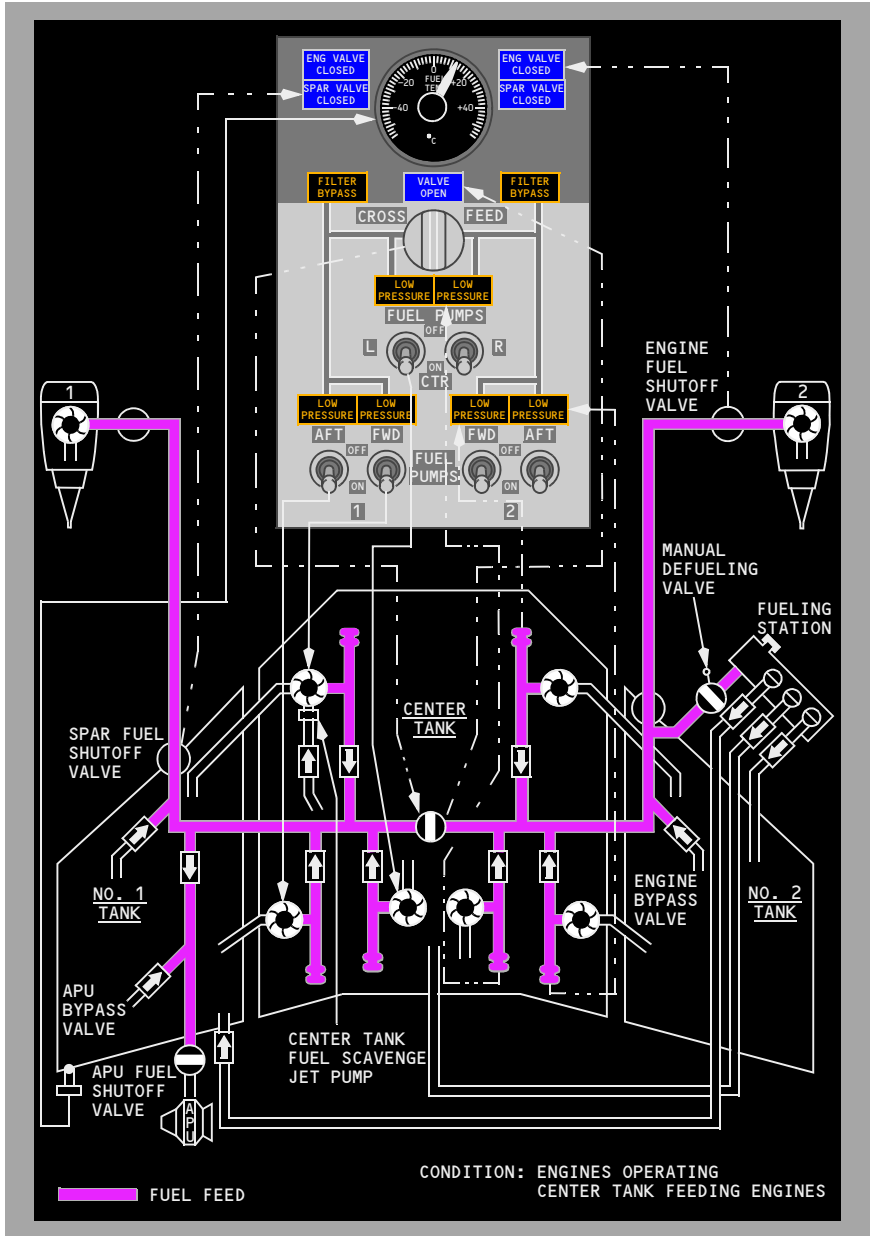 ENG VALVE
CLOSED
SPAR VALVE
CLOSED
ENG VALVE
CLOSED
SPAR VALVE
CLOSED
0
FUEL
TEMP
-20
+20
-40
+40
°C
FILTER
BYPASS
VALVE
OPEN
FILTER
BYPASS
CROSS
FEED
LOW
PRESSURE
LOW
PRESSURE
FUEL PUMPS
OFF
L
R
ON
CTR
LOW
PRESSURE
LOW
PRESSURE
LOW
PRESSURE
LOW
PRESSURE
AFT
FWD
FWD
AFT
OFF
OFF
FUEL
PUMPS
ON
ON
1
2
1
2
ENGINE
FUEL
SHUTOFF
VALVE
MANUAL
DEFUELING
VALVE
FUELING
STATION
CENTER
TANK
SPAR FUEL
SHUTOFF
VALVE
NO. 1
TANK
ENGINE
BYPASS
VALVE
NO. 2
TANK
APU
BYPASS
VALVE
CENTER TANK
FUEL SCAVENGE
JET PUMP
APU FUEL
SHUTOFF
VALVE
APU
FUEL FEED
CONDITION: ENGINES OPERATING
CENTER TANK FEEDING ENGINES